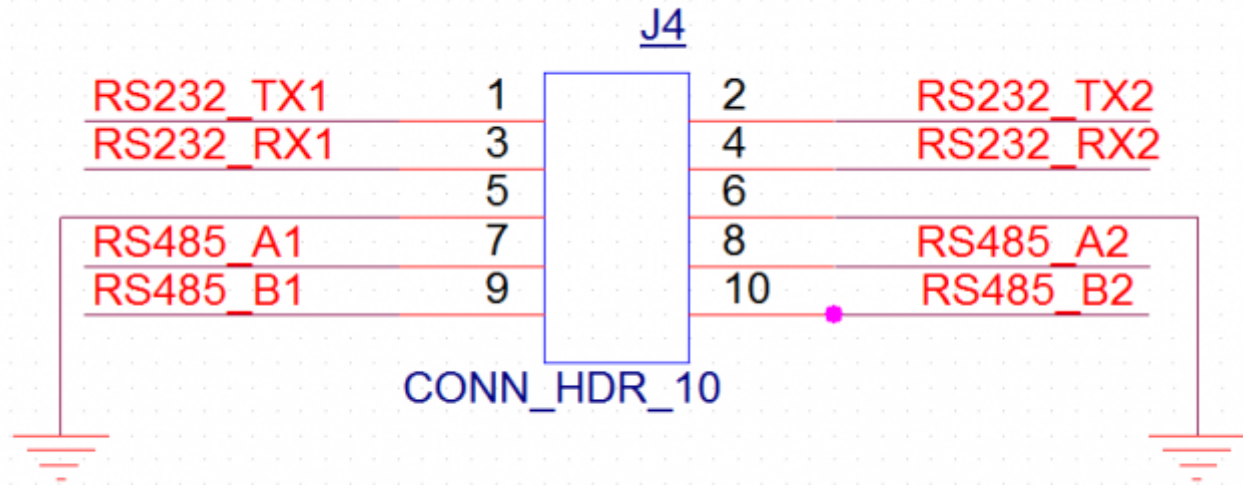 J4
RS232_TX1 1 2 RS232_TX2
RS232_RX1 3 4 RS232_RX2
5 6
RS485_A1 7 8 RS485_A2
RS485_B1 9 10 RS485_B2
CONN_HDR_10